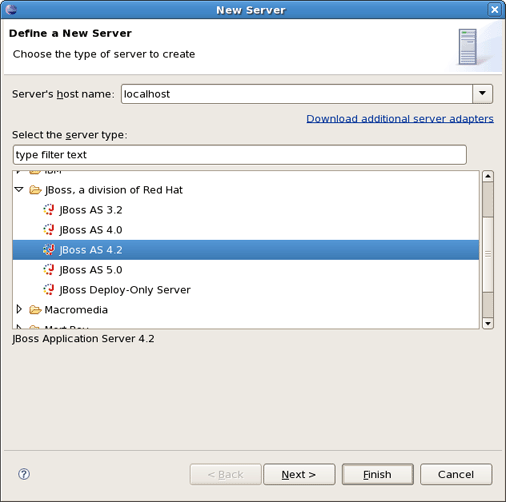 New Server
Define a New Server
Choose the type of server to create
Server's host name: localhost
Download additional server adapters
Select the server type:
type filter text
IBM
JBoss, a division of Red Hat
JBoss AS 3.2
JBoss AS 4.0
JBoss AS 4.2
JBoss AS 5.0
JBoss Deploy-Only Server
Macromedia
JBoss Application Server 4.2
? < Back Next > Finish Cancel